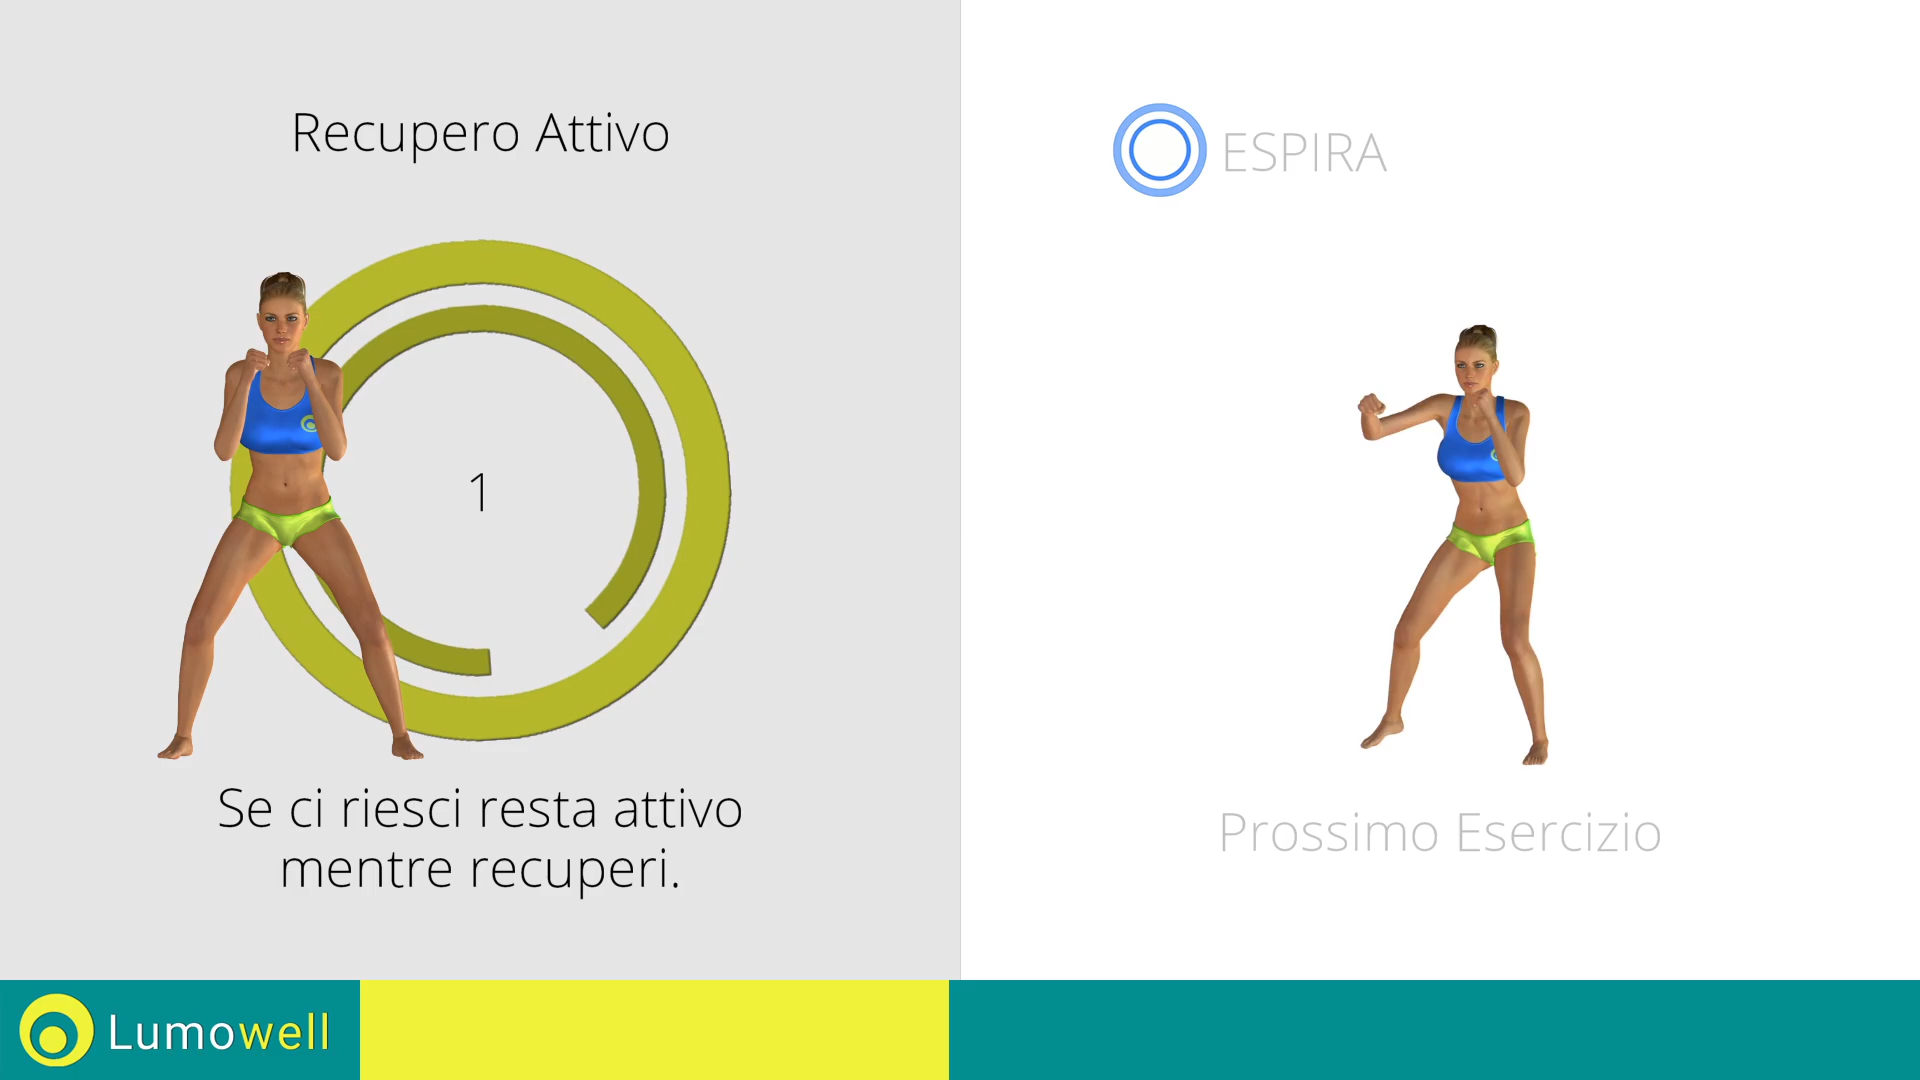 Recupero Attivo
1
Se ci riesci resta attivo
mentre recuperi.
ESPIRA
Prossimo Esercizio
Lumowell